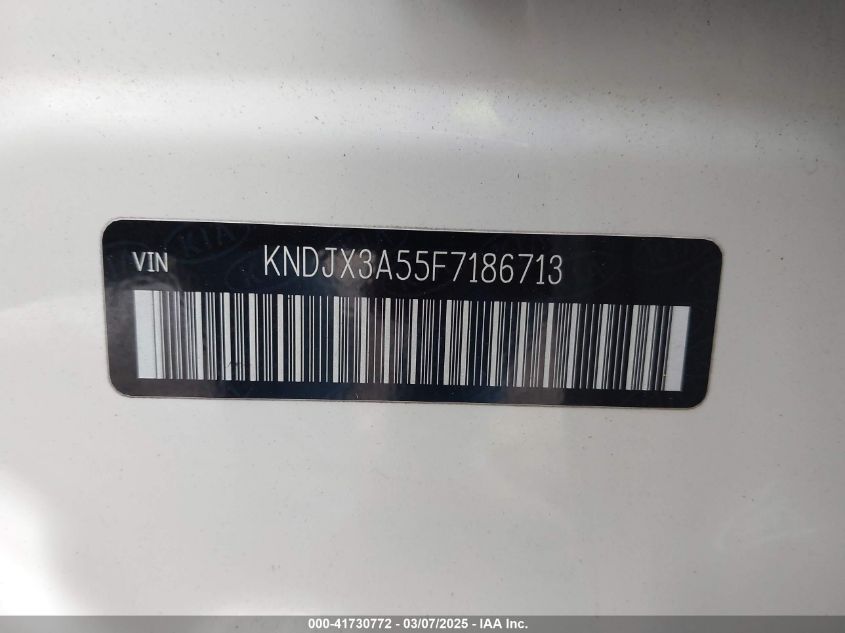 VIN KNDJX3A55F7186713
000-41730772 — 03/07/2025 — IAA Inc.